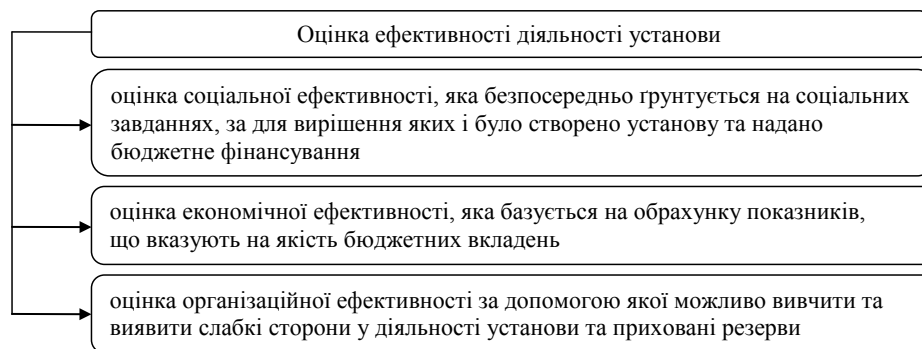 Оцінка ефективності діяльності установи
оцінка соціальної ефективності, яка безпосередньо ґрунтується на соціальних
завданнях, за для вирішення яких і було створено установу та надано
бюджетне фінансування
оцінка економічної ефективності, яка базується на обрахунку показників,
що вказують на якість бюджетних вкладень
оцінка організаційної ефективності за допомогою якої можливо вивчити та
виявити слабкі сторони у діяльності установи та приховані резерви